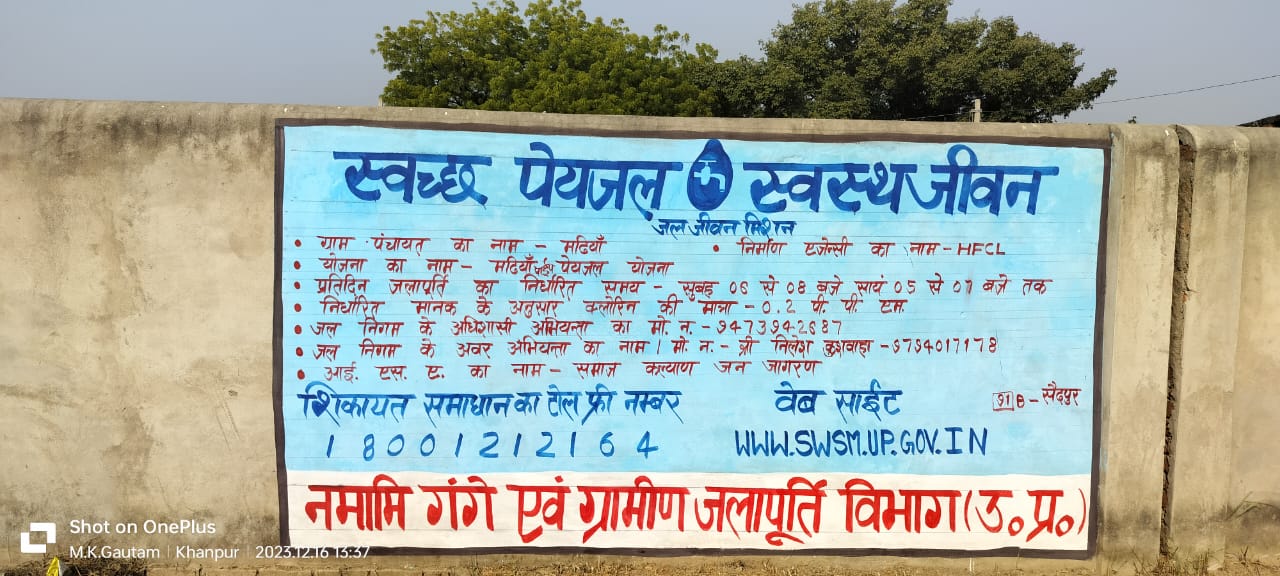 स्वच्छ पेयजल स्वस्थ जीवन
जल जीवन मिशन
• ग्राम पंचायत का नाम - मढियाँ • निर्माण एजेन्सी का नाम - HFCL
• योजना का नाम - मढियाँ पेयजल योजना
• प्रतिदिन जलापूर्ति का निर्धारित समय - सुबह 06 से 08 बजे सायं 05 से 07 बजे तक
• निर्धारित मानक के अनुसार क्लोरिन की मात्रा - 0.2 पी. पी. एम.
• जल निगम के अधिशासी अभियन्ता का मो. न. - 9473942687
• जल निगम के अवर अभियन्ता का नाम / मो. न. - श्री निलेश कुशवाहा - 9794017178
• आई. एस. ए. का नाम - समाज कल्याण जन जागरण
शिकायत समाधान का टोल फ्री नम्बर वेब साईट B - सैदपुर
18001212164 WWW.SWSM.UP.GOV.IN
नमामि गंगे एवं ग्रामीण जलापूर्ति विभाग (उ॰प्र॰)
Shot on OnePlus
M.K.Gautam | Khanpur | 2023.12.16 13:37